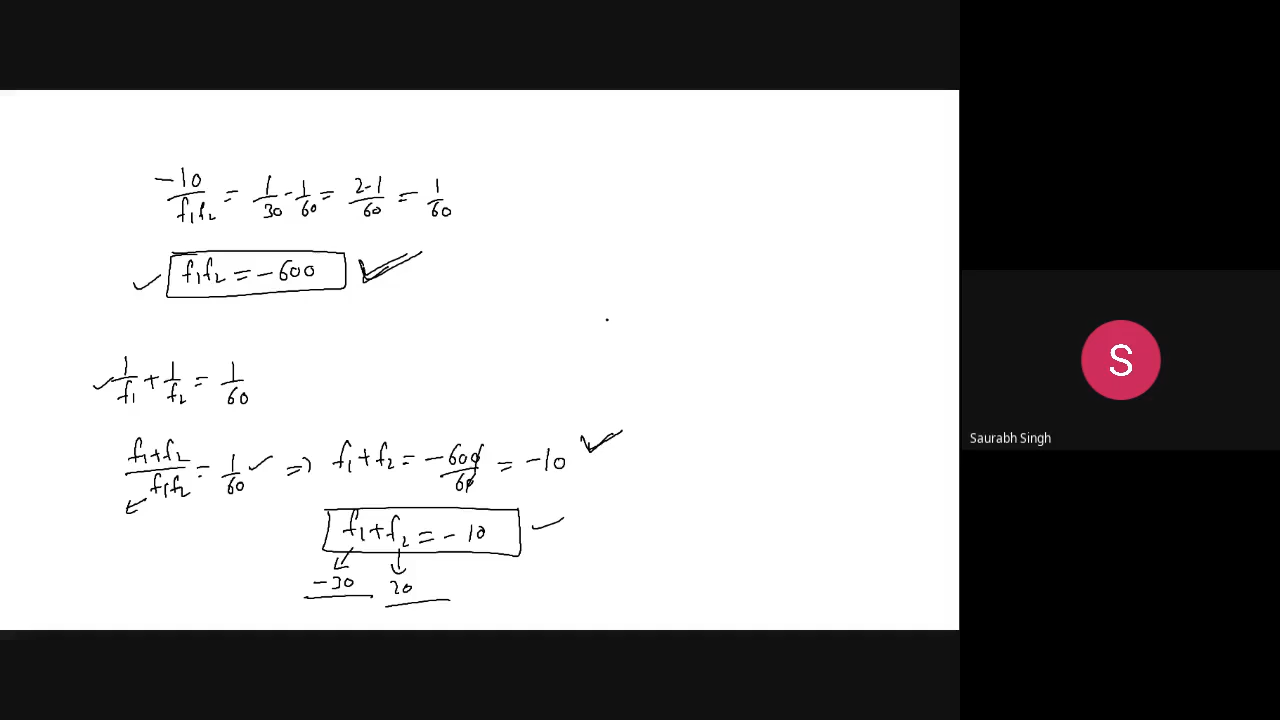 -10/f₁f₂ = 1/30 - 1/60 = 2-1/60 = 1/60
f₁f₂ = -600
1/f₁ + 1/f₂ = 1/60
f₁+f₂/f₁f₂ = 1/60 ⇒ f₁+f₂ = -600/60 = -10
f₁+f₂ = -10
-30 20
S
Saurabh Singh